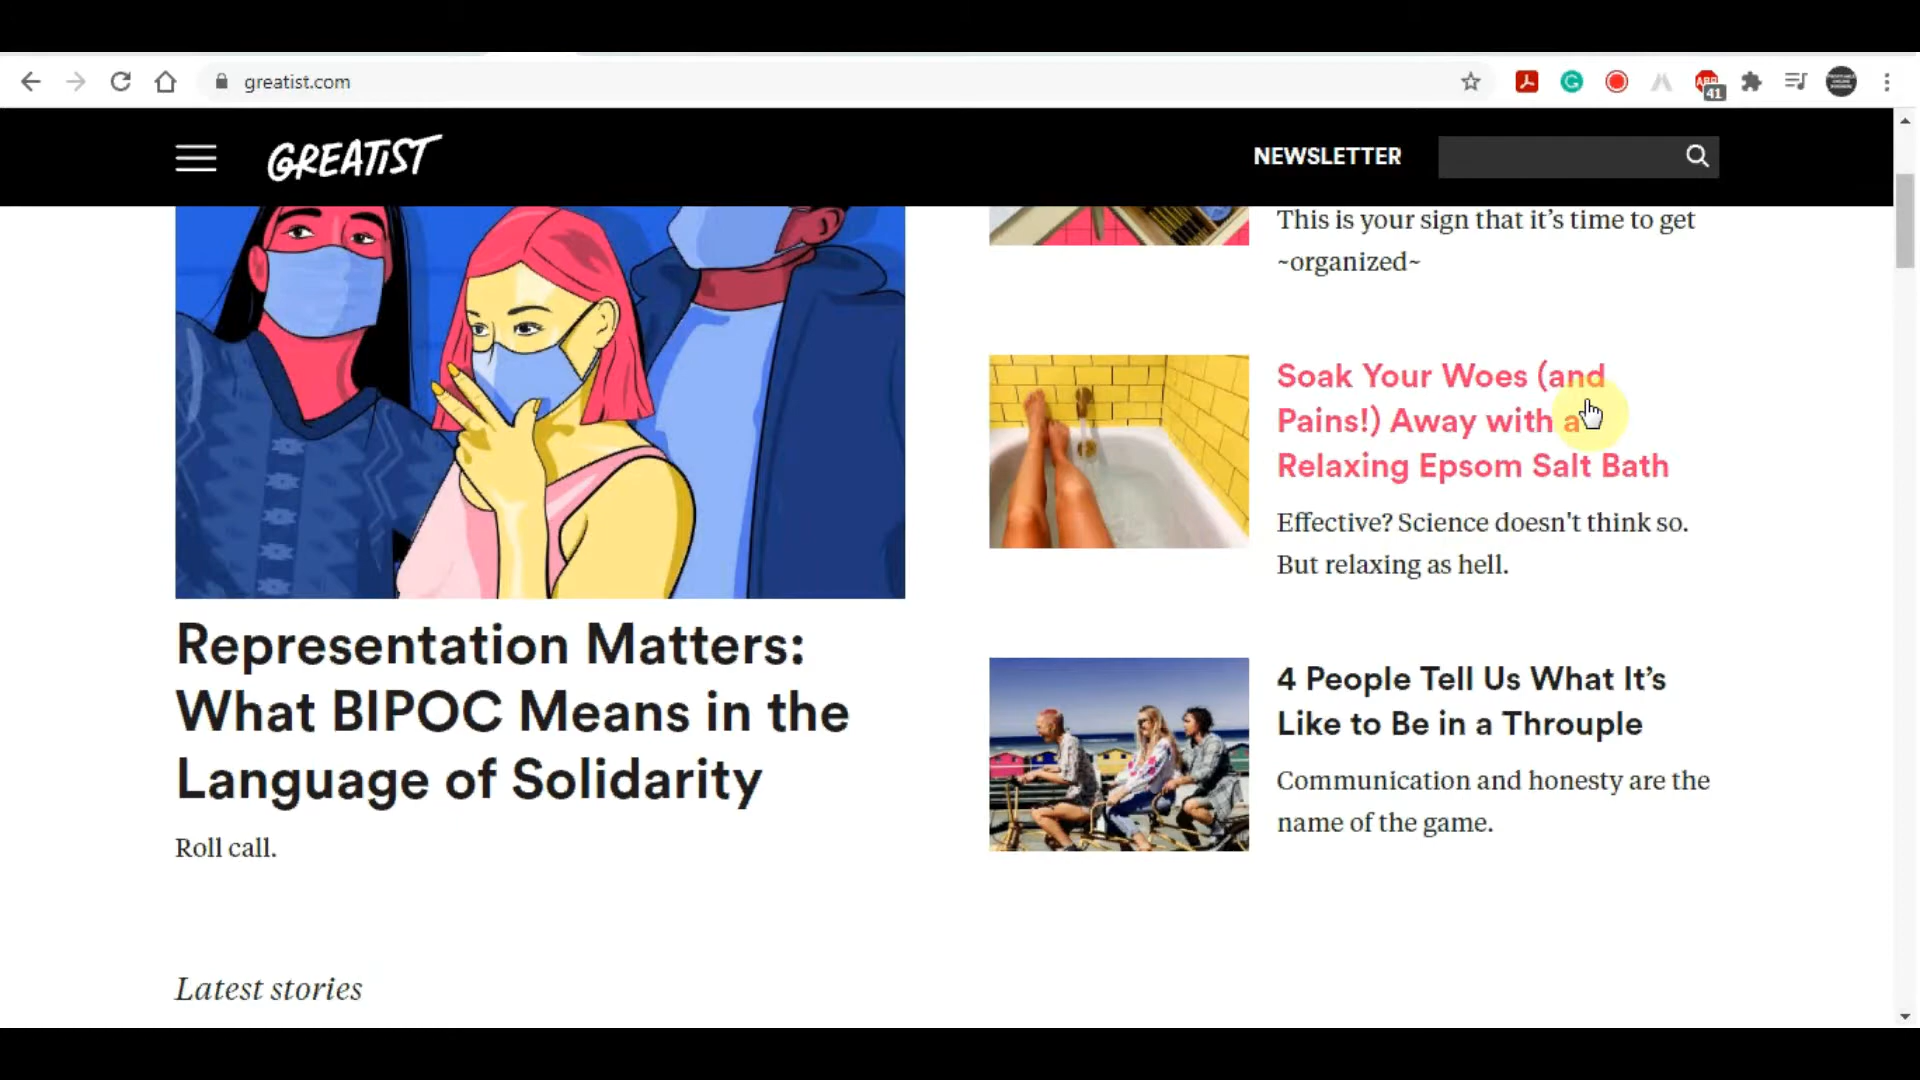 greatist.com
ABP
41
GREATIST
NEWSLETTER
This is your sign that it's time to get
~organized~
Soak Your Woes (and
Pains!) Away with a
Relaxing Epsom Salt Bath
Effective? Science doesn't think so.
But relaxing as hell.
Representation Matters:
What BIPOC Means in the
Language of Solidarity
Roll call.
4 People Tell Us What It's
Like to Be in a Throuple
Communication and honesty are the
name of the game.
Latest stories